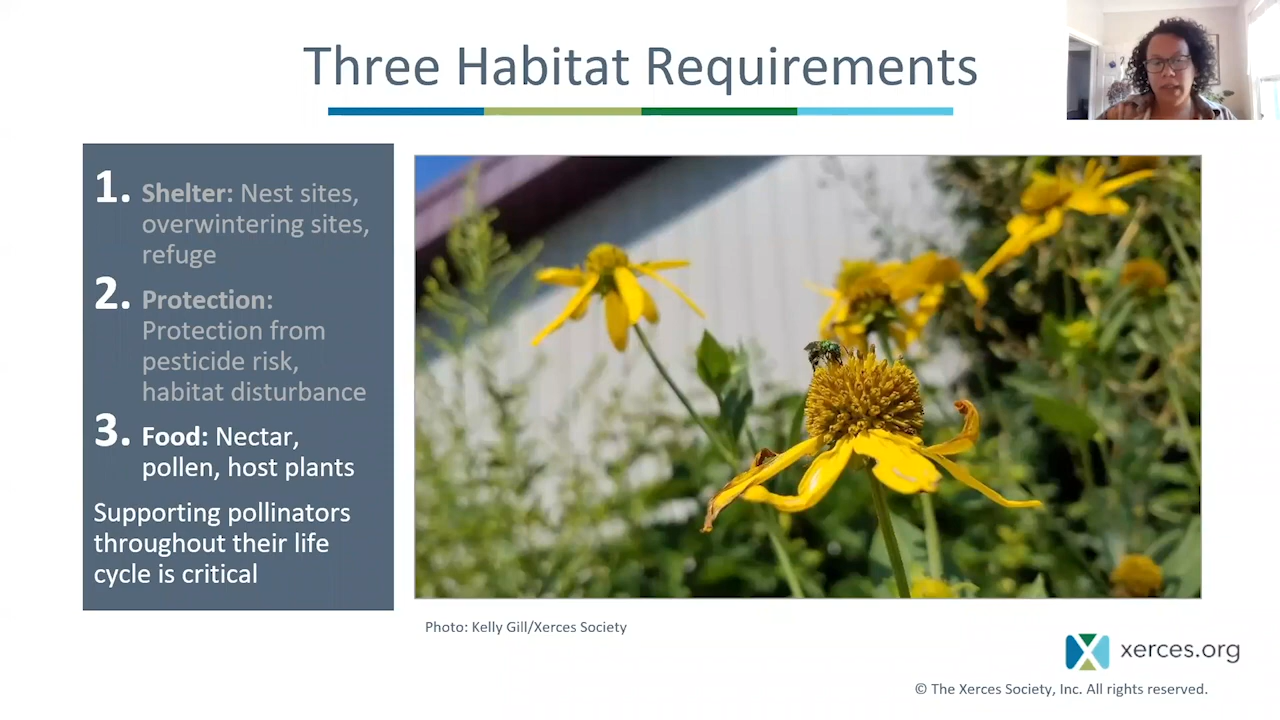 Three Habitat Requirements
1. Shelter: Nest sites,
overwintering sites,
refuge
2. Protection:
Protection from
pesticide risk,
habitat disturbance
3. Food: Nectar,
pollen, host plants
Supporting pollinators
throughout their life
cycle is critical
Photo: Kelly Gill/Xerces Society
xerces.org
© The Xerces Society, Inc. All rights reserved.